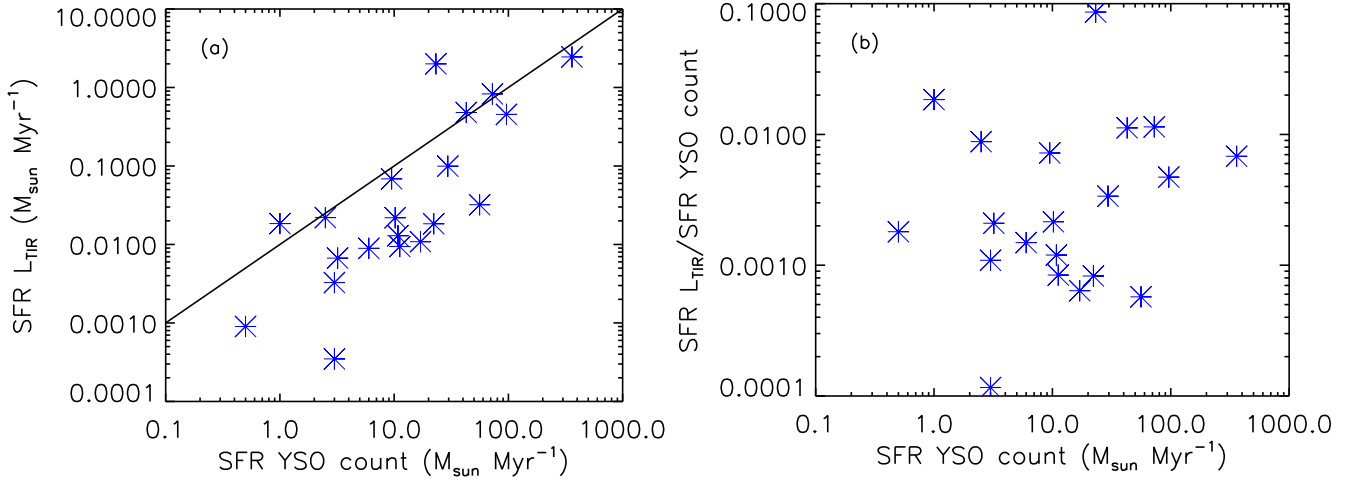 (a)
10.0000
1.0000
0.1000
0.0100
0.0010
0.0001
SFR L_TIR (M_sun Myr^-1)
0.1 1.0 10.0 100.0 1000.0
SFR YSO count (M_sun Myr^-1)
(b)
0.1000
0.0100
0.0010
0.0001
SFR L_TIR/SFR YSO count
0.1 1.0 10.0 100.0 1000.0
SFR YSO count (M_sun Myr^-1)